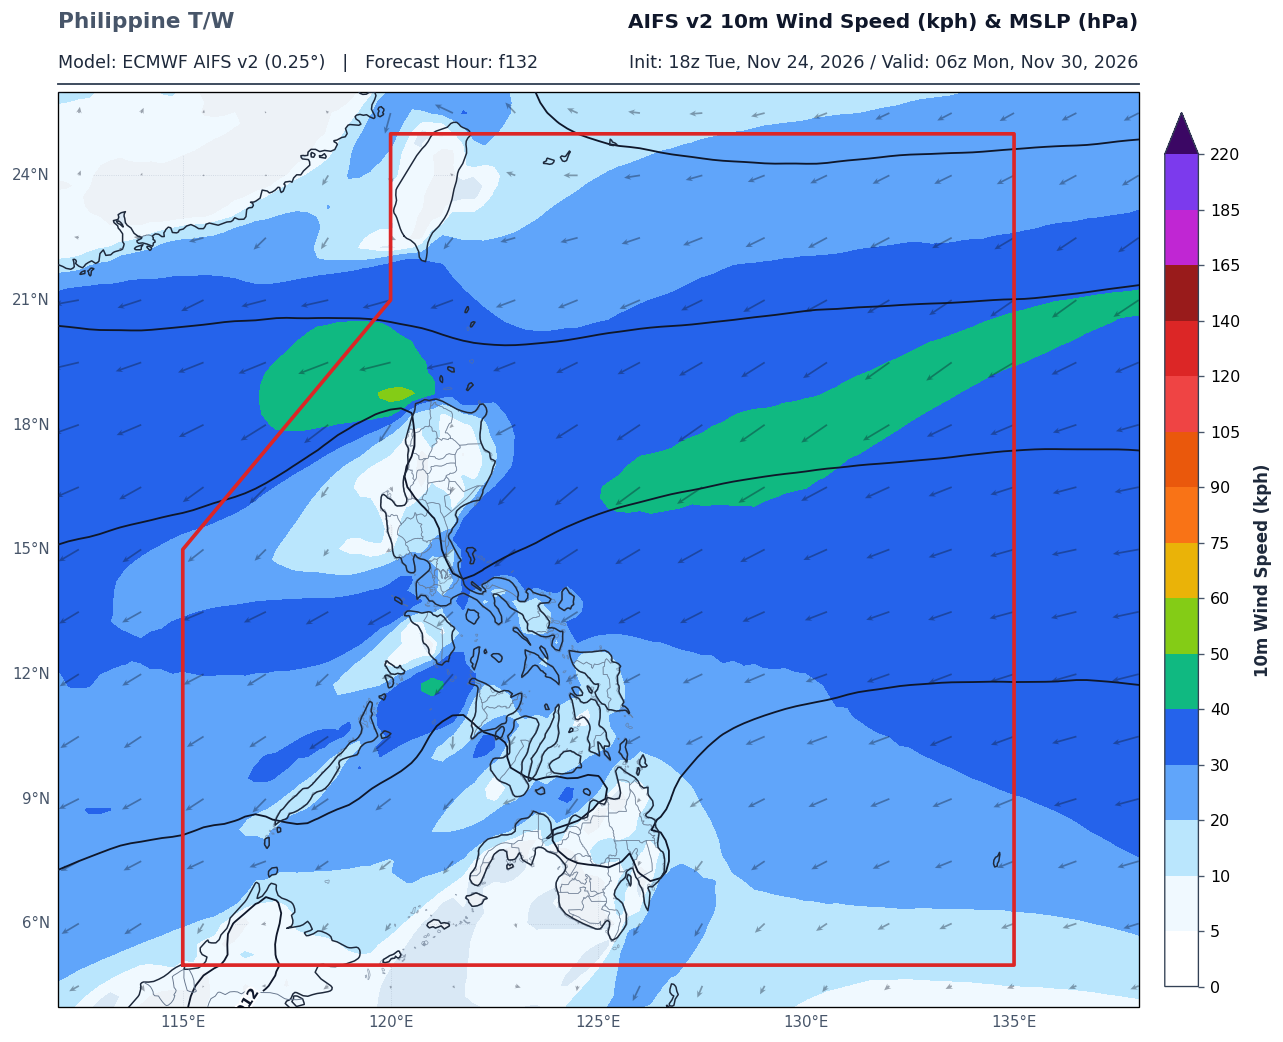 Philippine T/W
AIFS v2 10m Wind Speed (kph) & MSLP (hPa)
Model: ECMWF AIFS v2 (0.25°) | Forecast Hour: f132
Init: 18z Tue, Nov 24, 2026 / Valid: 06z Mon, Nov 30, 2026
24°N
21°N
18°N
15°N
12°N
9°N
6°N
115°E
120°E
125°E
130°E
135°E
220
185
165
140
120
105
90
75
60
50
40
30
20
10
5
0
10m Wind Speed (kph)